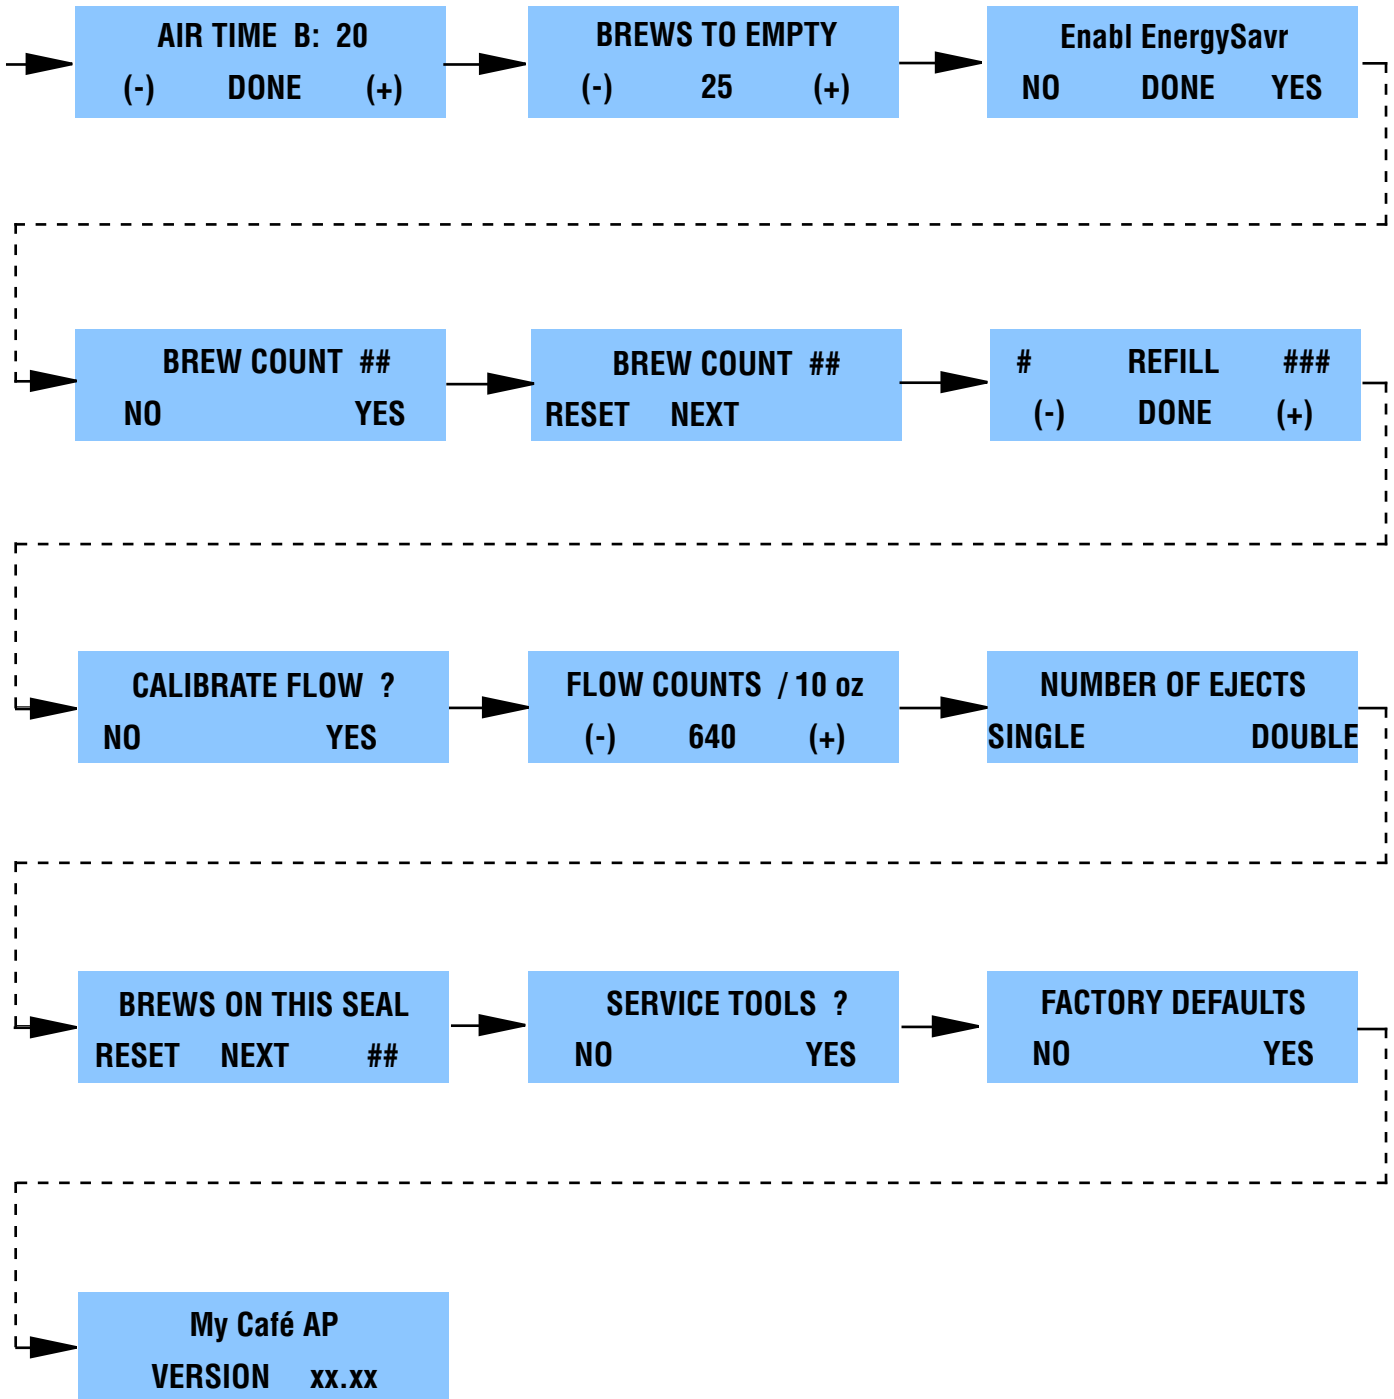 AIR TIME B: 20
(-) DONE (+)
BREWS TO EMPTY
(-) 25 (+)
Enabl EnergySavr
NO DONE YES
BREW COUNT ##
NO YES
BREW COUNT ##
RESET NEXT
# REFILL ###
(-) DONE (+)
CALIBRATE FLOW ?
NO YES
FLOW COUNTS / 10 oz
(-) 640 (+)
NUMBER OF EJECTS
SINGLE DOUBLE
BREWS ON THIS SEAL
RESET NEXT ##
SERVICE TOOLS ?
NO YES
FACTORY DEFAULTS
NO YES
My Café AP
VERSION xx.xx